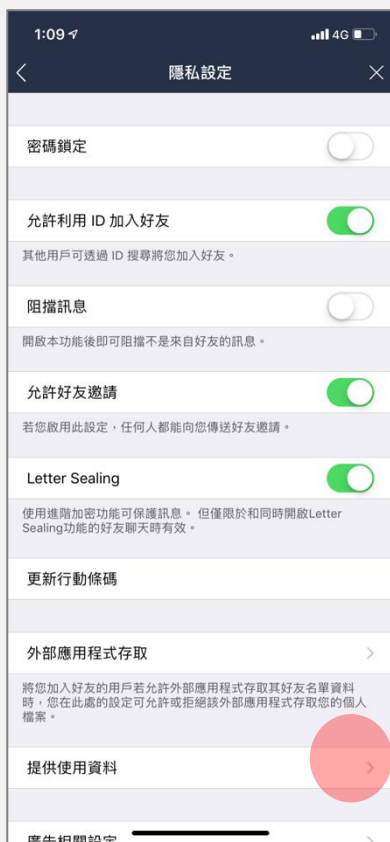 1:09
4G
隱私設定
密碼鎖定
允許利用 ID 加入好友
其他用戶可透過 ID 搜尋將您加入好友。
阻擋訊息
開啟本功能後即可阻擋不是來自好友的訊息。
允許好友邀請
若您啟用此設定，任何人都能向您傳送好友邀請。
Letter Sealing
使用進階加密功能可保護訊息。 但僅限於和同時開啟Letter
Sealing功能的好友聊天時有效。
更新行動條碼
外部應用程式存取
將您加入好友的用戶若允許外部應用程式存取其好友名單資料
時，您在此處的設定可允許或拒絕該外部應用程式存取您的個人
檔案。
提供使用資料
廣告相關設定